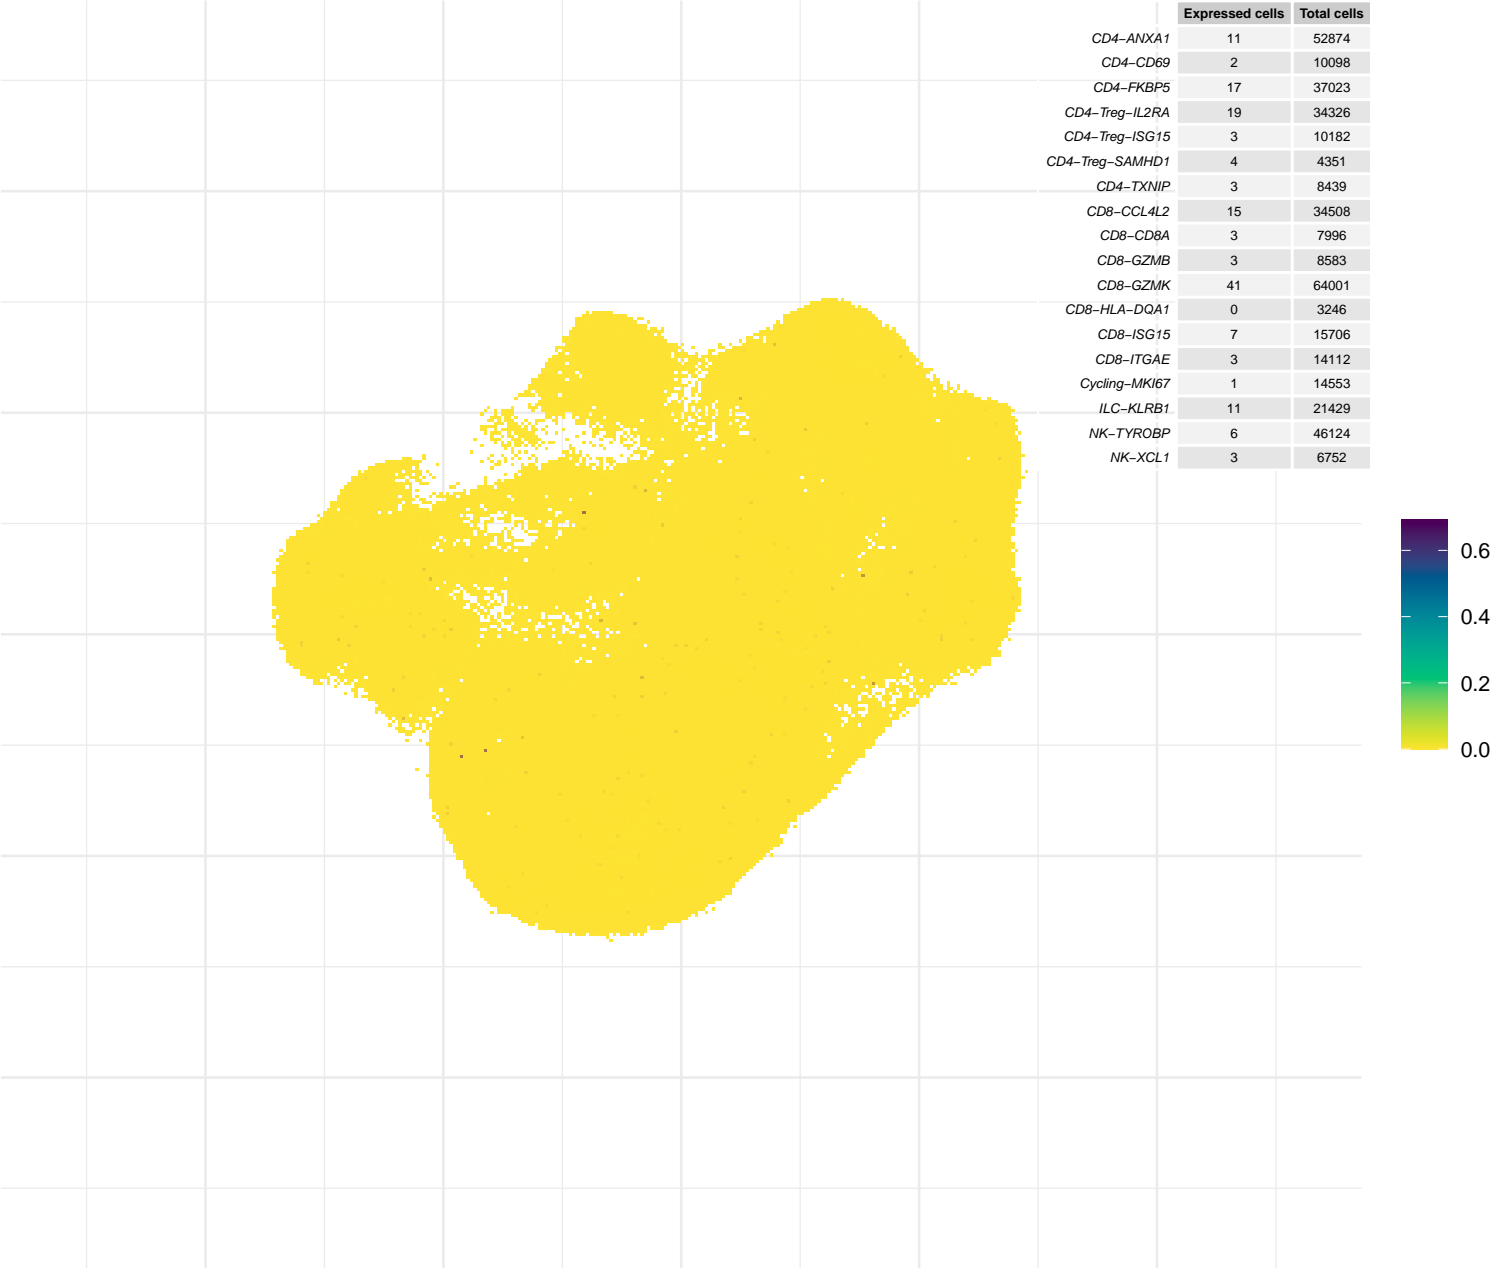 Expressed cells Total cells
CD4−ANXA1 11 52874
CD4−CD69 2 10098
CD4−FKBP5 17 37023
CD4−Treg−IL2RA 19 34326
CD4−Treg−ISG15 3 10182
CD4−Treg−SAMHD1 4 4351
CD4−TXNIP 3 8439
CD8−CCL4L2 15 34508
CD8−CD8A 3 7996
CD8−GZMB 3 8583
CD8−GZMK 41 64001
CD8−HLA−DQA1 0 3246
CD8−ISG15 7 15706
CD8−ITGAE 3 14112
Cycling−MKI67 1 14553
ILC−KLRB1 11 21429
NK−TYROBP 6 46124
NK−XCL1 3 6752
0.6
0.4
0.2
0.0